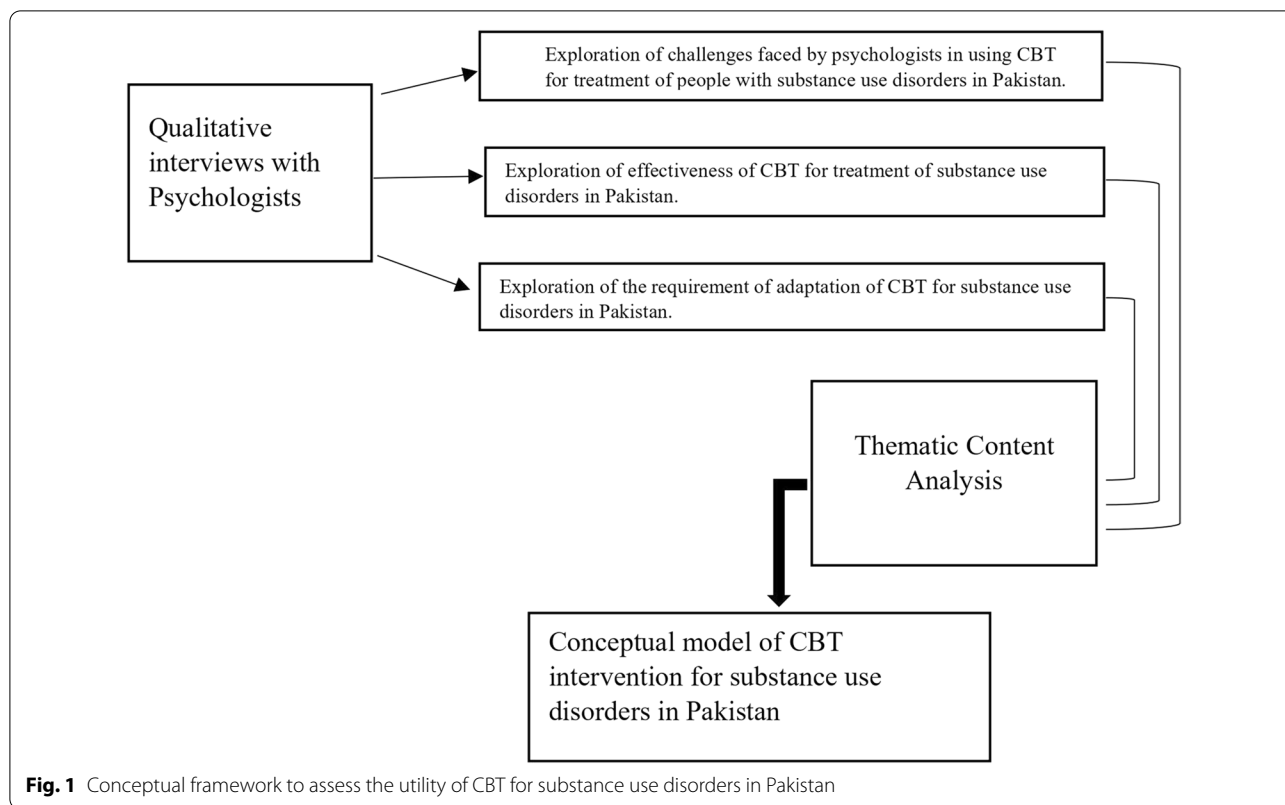 Exploration of challenges faced by psychologists in using CBT
for treatment of people with substance use disorders in Pakistan.
Qualitative
interviews with
Psychologists
Exploration of effectiveness of CBT for treatment of substance use
disorders in Pakistan.
Exploration of the requirement of adaptation of CBT for substance use
disorders in Pakistan.
Thematic Content
Analysis
Conceptual model of CBT
intervention for substance use
disorders in Pakistan
Fig. 1 Conceptual framework to assess the utility of CBT for substance use disorders in Pakistan